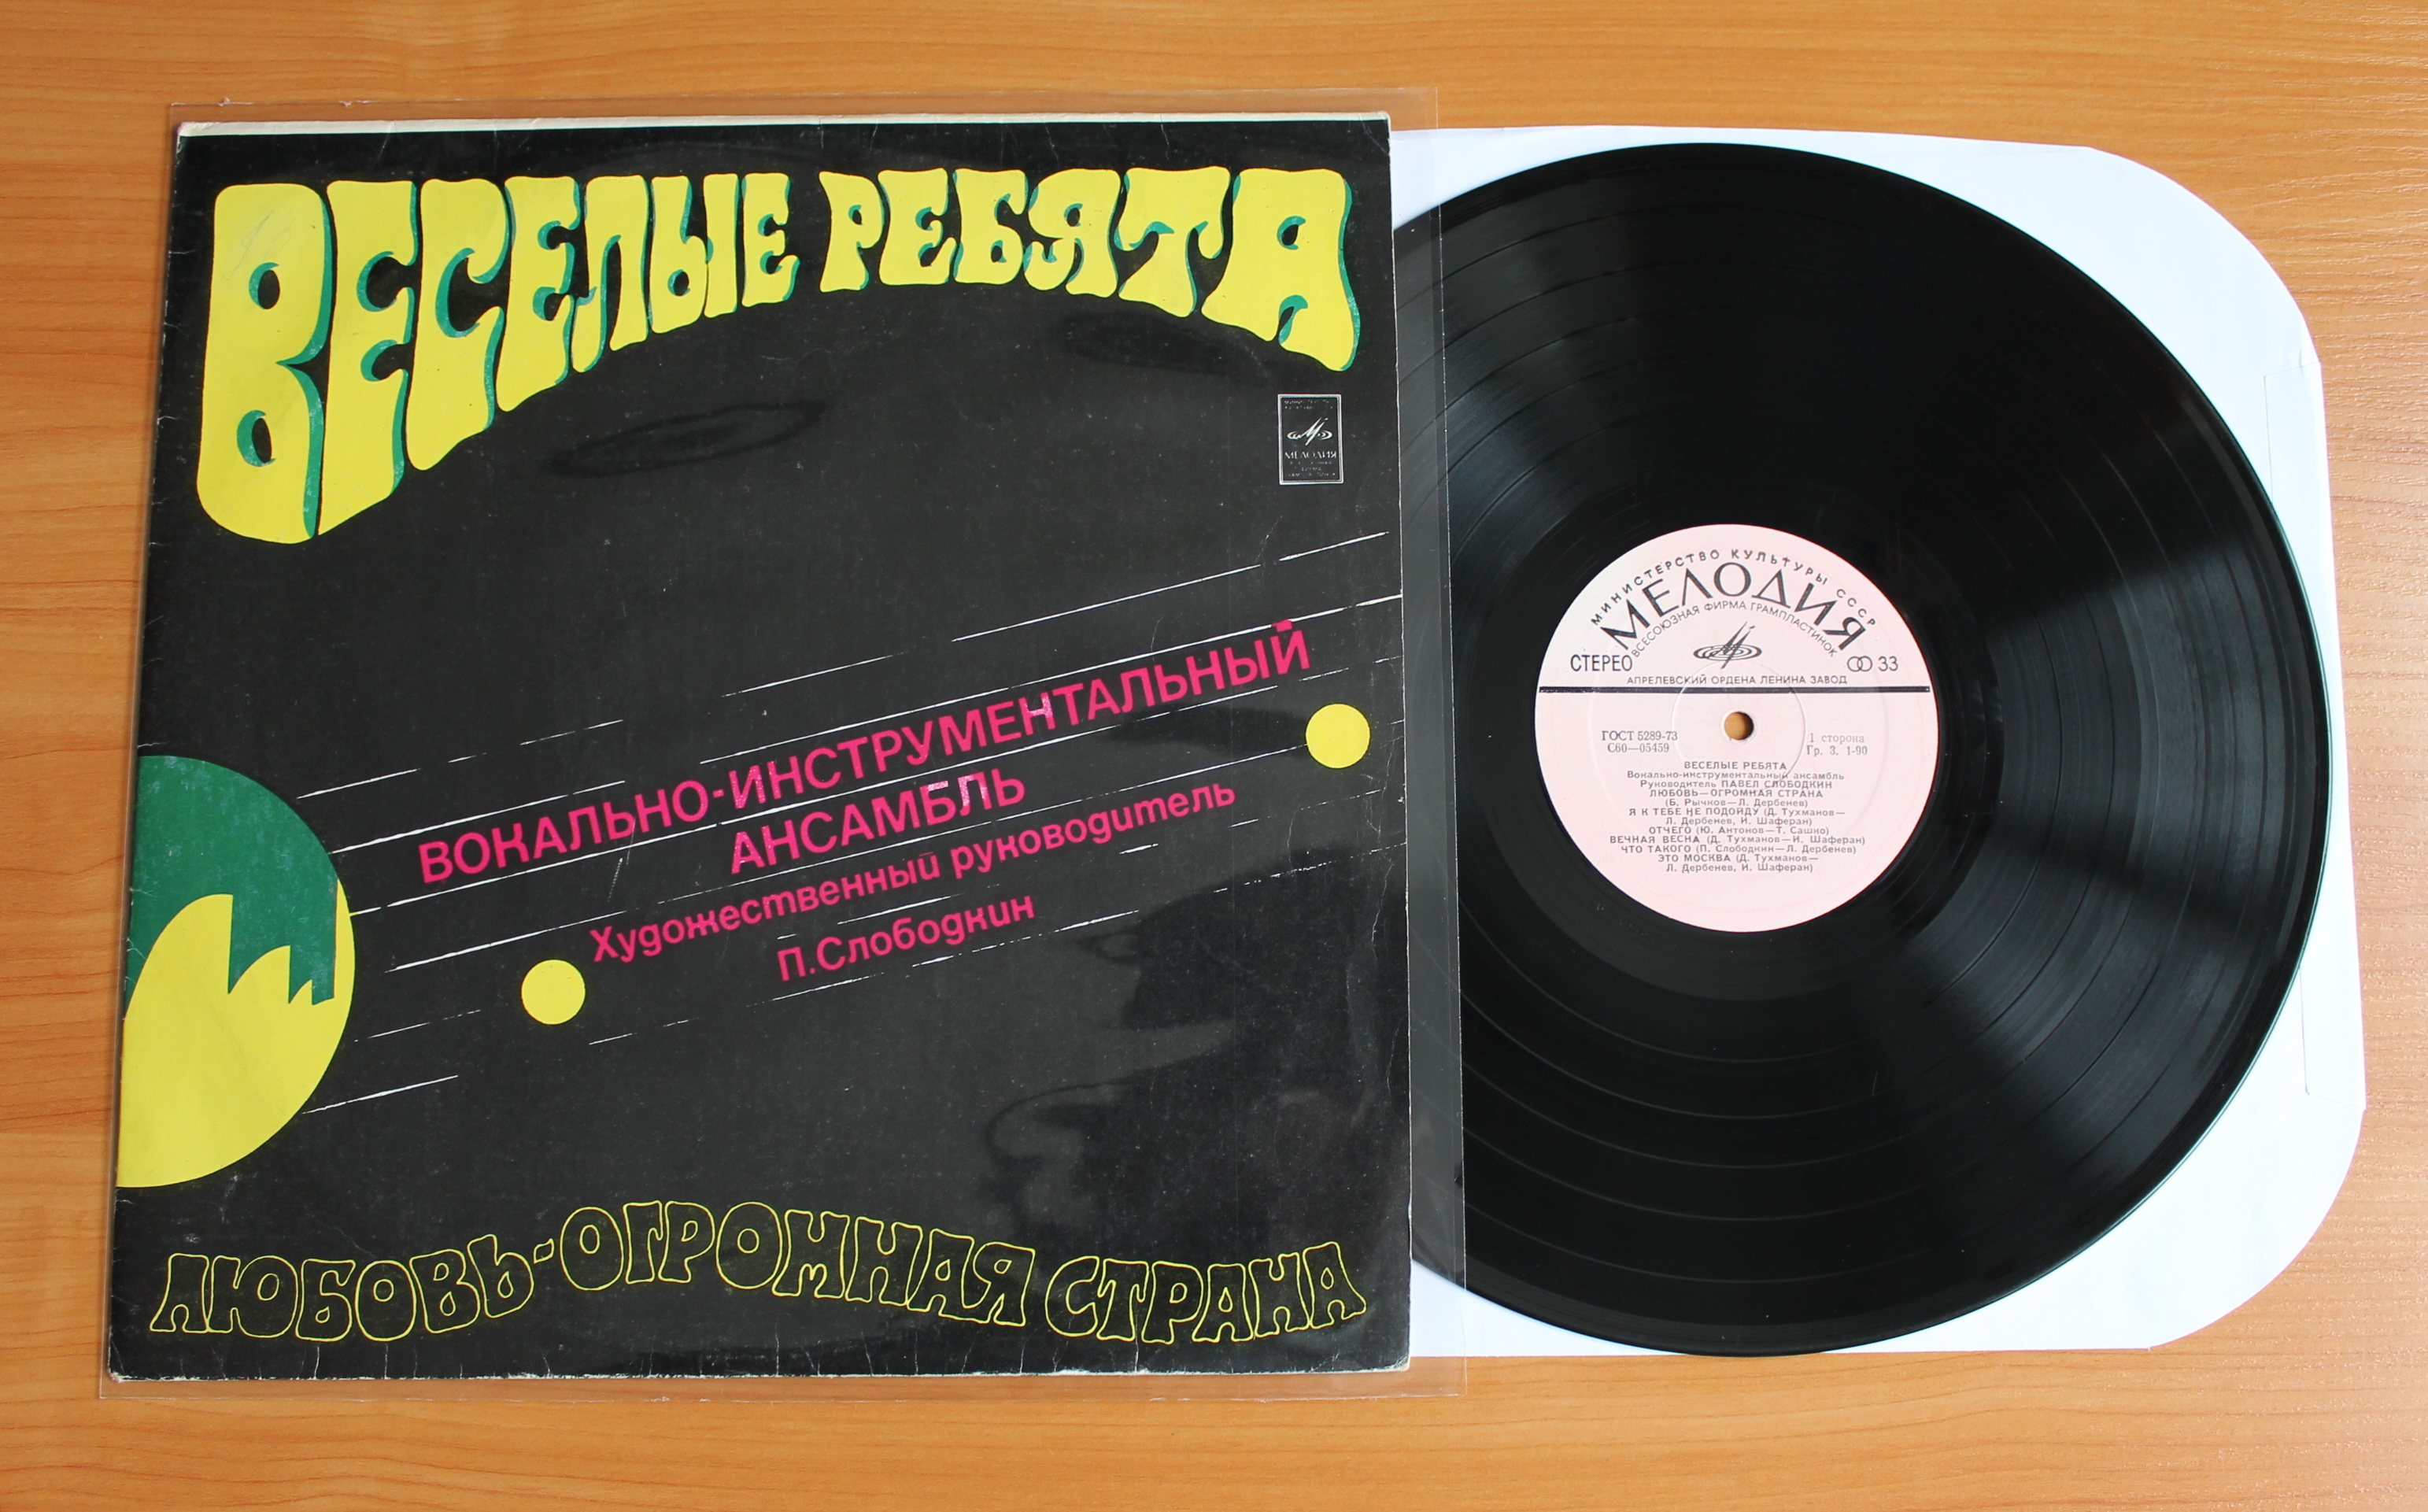 ВЕСЕЛЫЕ РЕБЯТА
МЕЛОДИЯ
ВОКАЛЬНО-ИНСТРУМЕНТАЛЬНЫЙ
АНСАМБЛЬ
Художественный руководитель
П.Слободкин
ЛЮБОВЬ-ОГРОМНАЯ СТРАНА
МИНИСТЕРСТВО КУЛЬТУРЫ СССР
МЕЛОДИЯ
ВСЕСОЮЗНАЯ ФИРМА ГРАМПЛАСТИНОК
СТЕРЕО 33
АПРЕЛЕВСКИЙ ОРДЕНА ЛЕНИНА ЗАВОД
ГОСТ 5289-73 1 сторона
С60—05459 Гр. 3. 1-90
ВЕСЕЛЫЕ РЕБЯТА
Вокально-инструментальный ансамбль
Руководитель ПАВЕЛ СЛОБОДКИН
ЛЮБОВЬ—ОГРОМНАЯ СТРАНА
(Б. Рычков—Л. Дербенев)
Я К ТЕБЕ НЕ ПОДОЙДУ (Д. Тухманов—
Л. Дербенев, И. Шаферан)
ОТЧЕГО (Ю. Антонов—Т. Сашко)
ВЕЧНАЯ ВЕСНА (Д. Тухманов—И. Шаферан)
ЧТО ТАКОГО (П. Слободкин—Л. Дербенев)
ЭТО МОСКВА (Д. Тухманов—
Л. Дербенев, И. Шаферан)